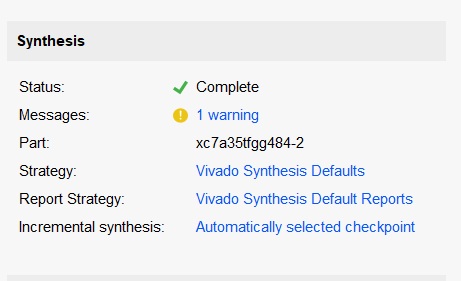 Synthesis
Status: Complete
Messages: 1 warning
Part: xc7a35tfgg484-2
Strategy: Vivado Synthesis Defaults
Report Strategy: Vivado Synthesis Default Reports
Incremental synthesis: Automatically selected checkpoint